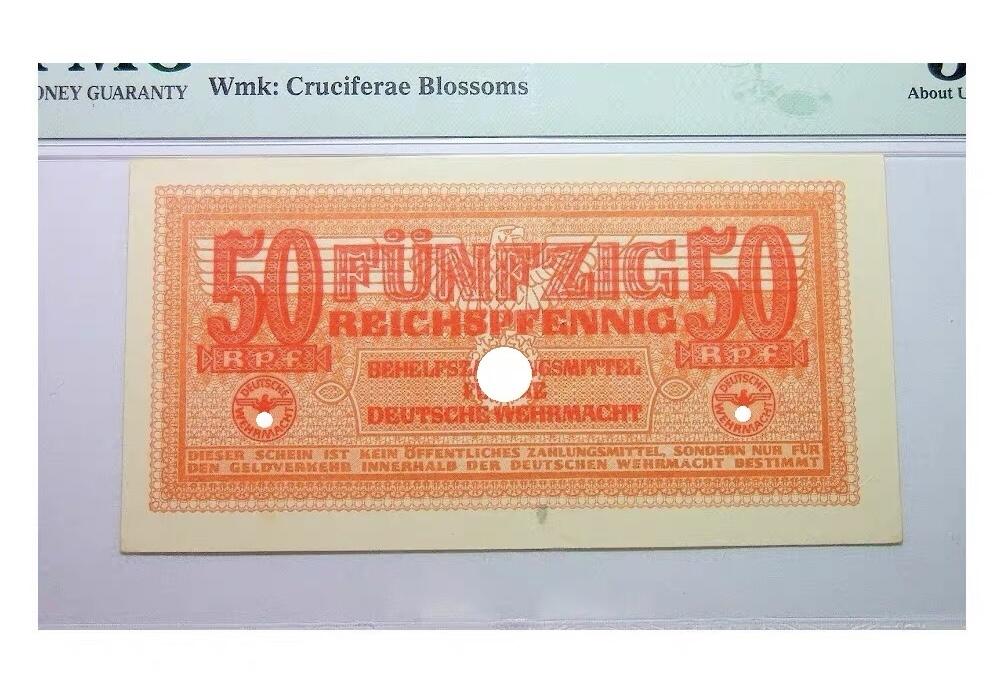 ONEY GUARANTY
Wmk: Cruciferae Blossoms
About
50 FÜNFZIG 50
REICHSPFENNIG
Rpf Rpf
DEUTSCHE WEHRMACHT
DEUTSCHE WEHRMACHT
DEUTSCHE WEHRMACHT
DIESER SCHEIN IST KEIN ÖFFENTLICHES ZAHLUNGSMITTEL, SONDERN NUR FÜR
DEN GELDVERKEHR INNERHALB DER DEUTSCHEN WEHRMACHT BESTIMMT